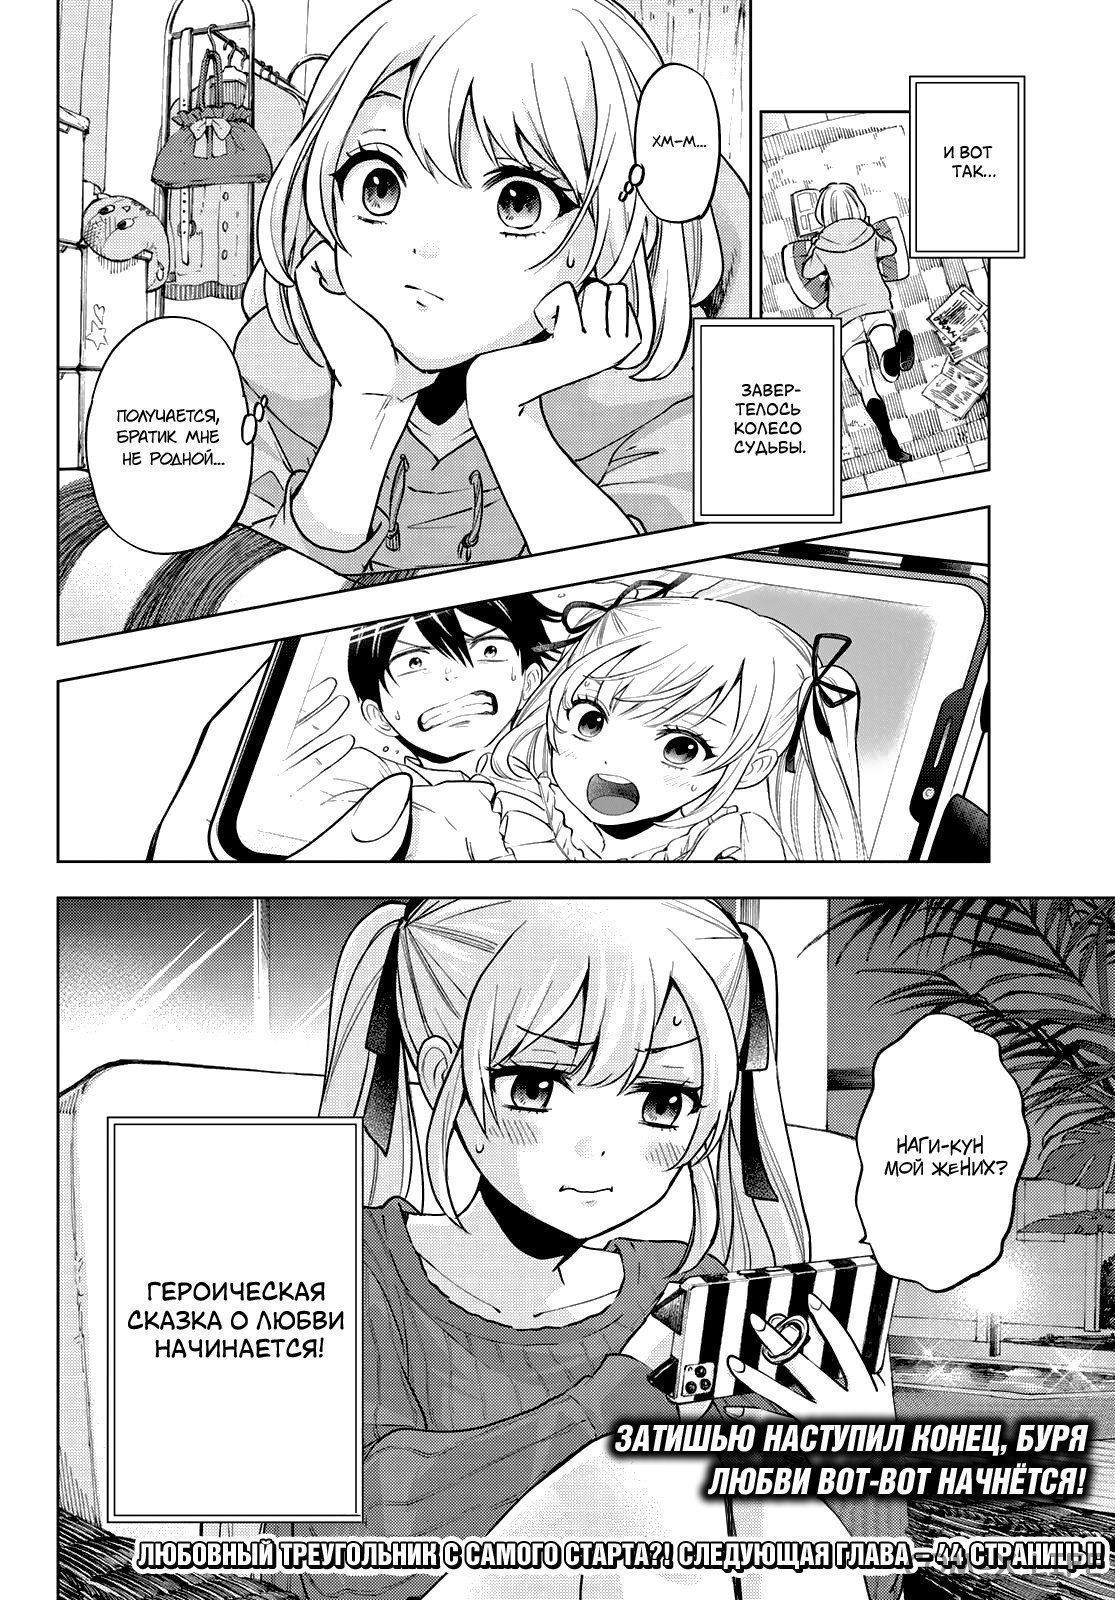 И ВОТ
ТАК...
ХМ-М...
ЗАВЕР-
ТЕЛОСЬ
КОЛЕСО
СУДЬБЫ.
ПОЛУЧАЕТСЯ,
БРАТИК МНЕ
НЕ РОДНОЙ...
НАГИ-КУН
МОЙ ЖЕНИХ?
ГЕРОИЧЕСКАЯ
СКАЗКА О ЛЮБВИ
НАЧИНАЕТСЯ!
ЗАТИШЬЮ НАСТУПИЛ КОНЕЦ, БУРЯ
ЛЮБВИ ВОТ-ВОТ НАЧНЁТСЯ!
ЛЮБОВНЫЙ ТРЕУГОЛЬНИК С САМОГО СТАРТА?! СЛЕДУЮЩАЯ ГЛАВА – 44 СТРАНИЦЫ!!